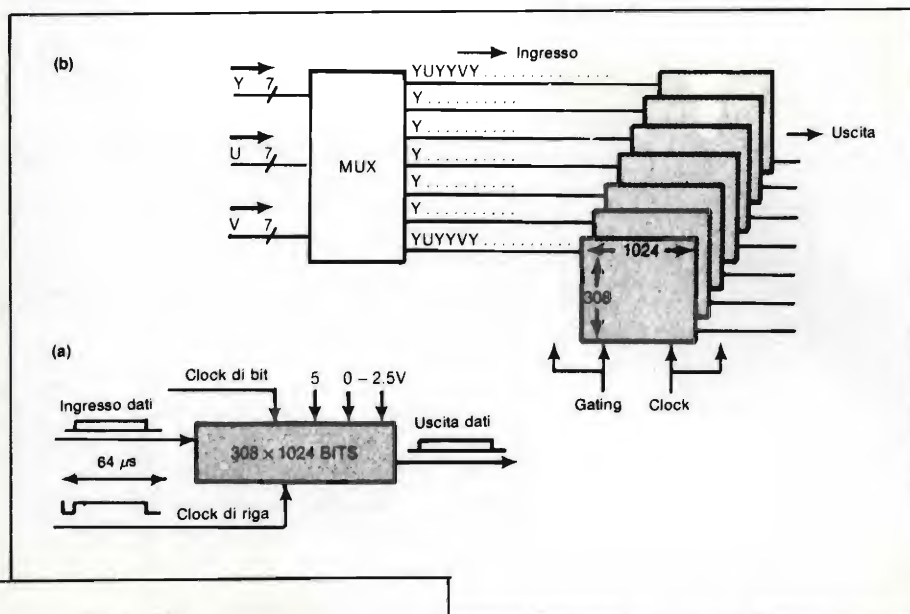 (b)
Ingresso
YUYYVY . . . . . . . . . . . . . . .
Y 7
Y . . . . . . . . . .
Y . . . . . . . . . .
Uscita
U 7
MUX
Y . . . . . . . . . .
Y . . . . . . . . . .
Y . . . . . . . . . .
V 7
YUYYVY . . . . . . . . . . .
1024
308
(a)
Clock di bit
5 0 – 2.5V
Gating Clock
Ingresso dati
Uscita dati
308 × 1024 BITS
64 µs
Clock di riga